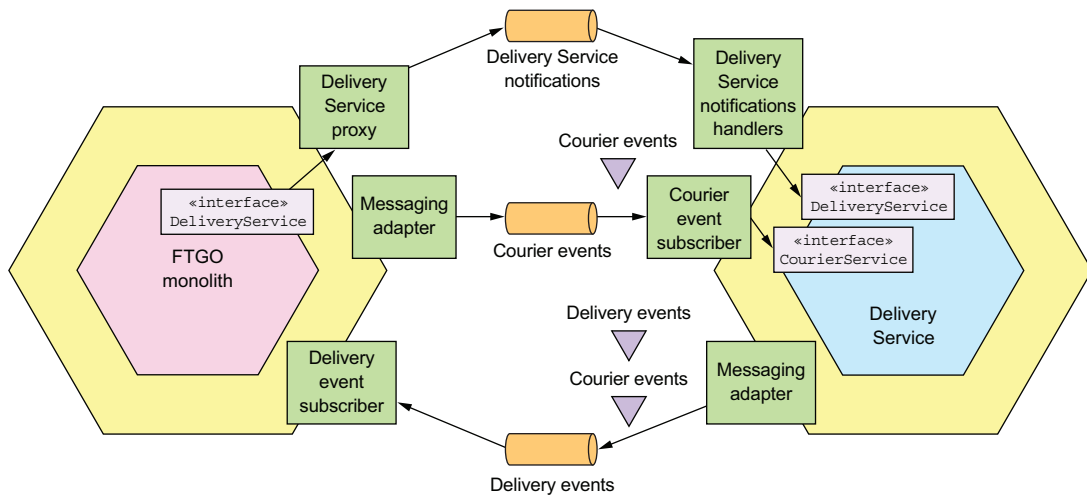 Delivery Service
notifications
Delivery
Service
proxy
Delivery
Service
notifications
handlers
Courier events
«interface»
DeliveryService
Messaging
adapter
Courier events
Courier
event
subscriber
«interface»
DeliveryService
«interface»
CourierService
FTGO
monolith
Delivery events
Delivery
Service
Courier events
Delivery
event
subscriber
Messaging
adapter
Delivery events